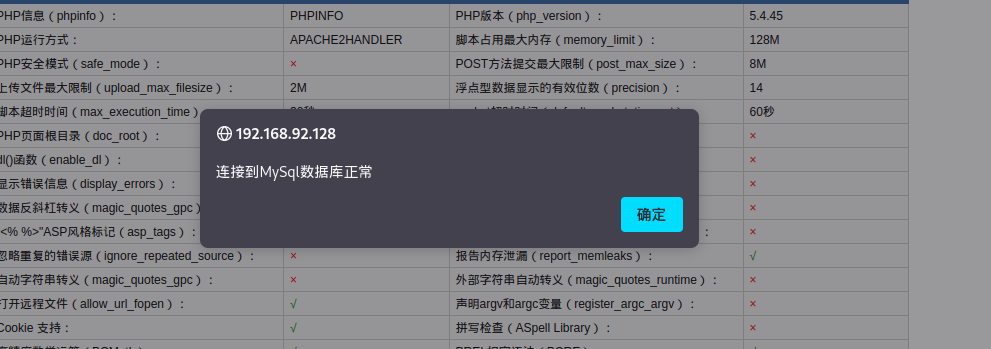 PHP信息（phpinfo）： PHPINFO PHP版本（php_version）： 5.4.45
PHP运行方式： APACHE2HANDLER 脚本占用最大内存（memory_limit）： 128M
PHP安全模式（safe_mode）： × POST方法提交最大限制（post_max_size）： 8M
上传文件最大限制（upload_max_filesize）： 2M 浮点型数据显示的有效位数（precision）： 14
脚本超时时间（max_execution_time） 60秒
PHP页面根目录（doc_root）： ×
192.168.92.128
dl()函数（enable_dl）： ×
连接到MySql数据库正常
显示错误信息（display_errors）： ×
数据反斜杠转义（magic_quotes_gpc） ×
确定
"<% %>"ASP风格标记（asp_tags）： ： ×
忽略重复的错误源（ignore_repeated_source）： × 报告内存泄漏（report_memleaks）： √
自动字符串转义（magic_quotes_gpc）： × 外部字符串自动转义（magic_quotes_runtime）： ×
打开远程文件（allow_url_fopen）： √ 声明argv和argc变量（register_argc_argv）： ×
Cookie 支持： √ 拼写检查（ASpell Library）： ×